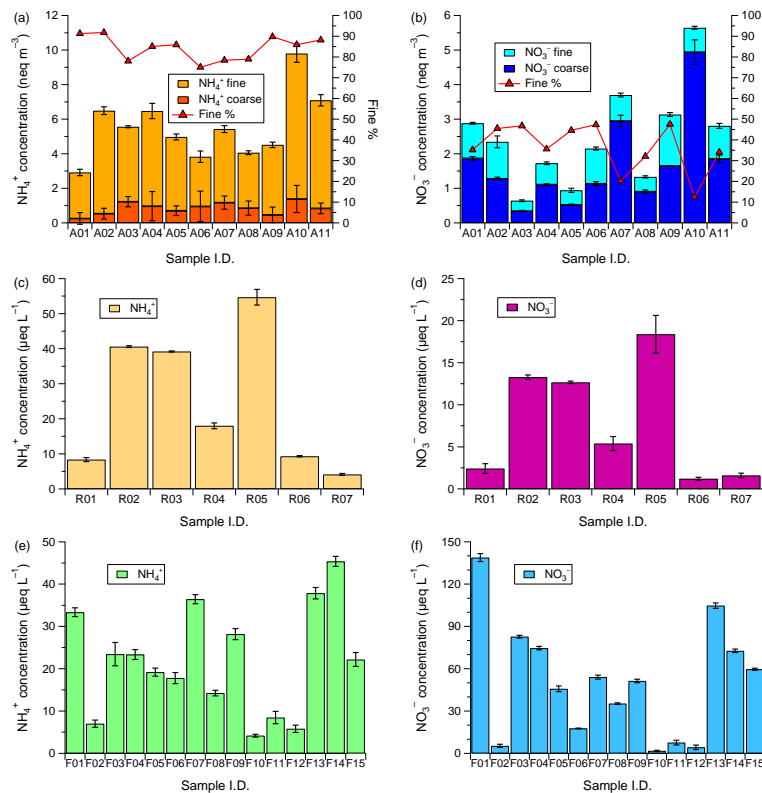 (a)
NH₄⁺ concentration (neq m⁻³)
12
10
8
6
4
2
0
100
90
80
70
60
50
40
30
20
10
0
Fine %
NH₄⁺ fine
NH₄⁺ coarse
Fine %
A01 A02 A03 A04 A05 A06 A07 A08 A09 A10 A11
Sample I.D.
(b)
NO₃⁻ concentration (neq m⁻³)
6
5
4
3
2
1
0
100
90
80
70
60
50
40
30
20
10
0
NO₃⁻ fine
NO₃⁻ coarse
Fine %
A01 A02 A03 A04 A05 A06 A07 A08 A09 A10 A11
Sample I.D.
(c)
NH₄⁺ concentration (μeq L⁻¹)
60
50
40
30
20
10
0
NH₄⁺
R01 R02 R03 R04 R05 R06 R07
Sample I.D.
(d)
NO₃⁻ concentration (μeq L⁻¹)
25
20
15
10
5
0
NO₃⁻
R01 R02 R03 R04 R05 R06 R07
Sample I.D.
(e)
NH₄⁺ concentration (μeq L⁻¹)
50
40
30
20
10
0
NH₄⁺
F01 F02 F03 F04 F05 F06 F07 F08 F09 F10 F11 F12 F13 F14 F15
Sample I.D.
(f)
NO₃⁻ concentration (μeq L⁻¹)
150
120
90
60
30
0
NO₃⁻
F01 F02 F03 F04 F05 F06 F07 F08 F09 F10 F11 F12 F13 F14 F15
Sample I.D.